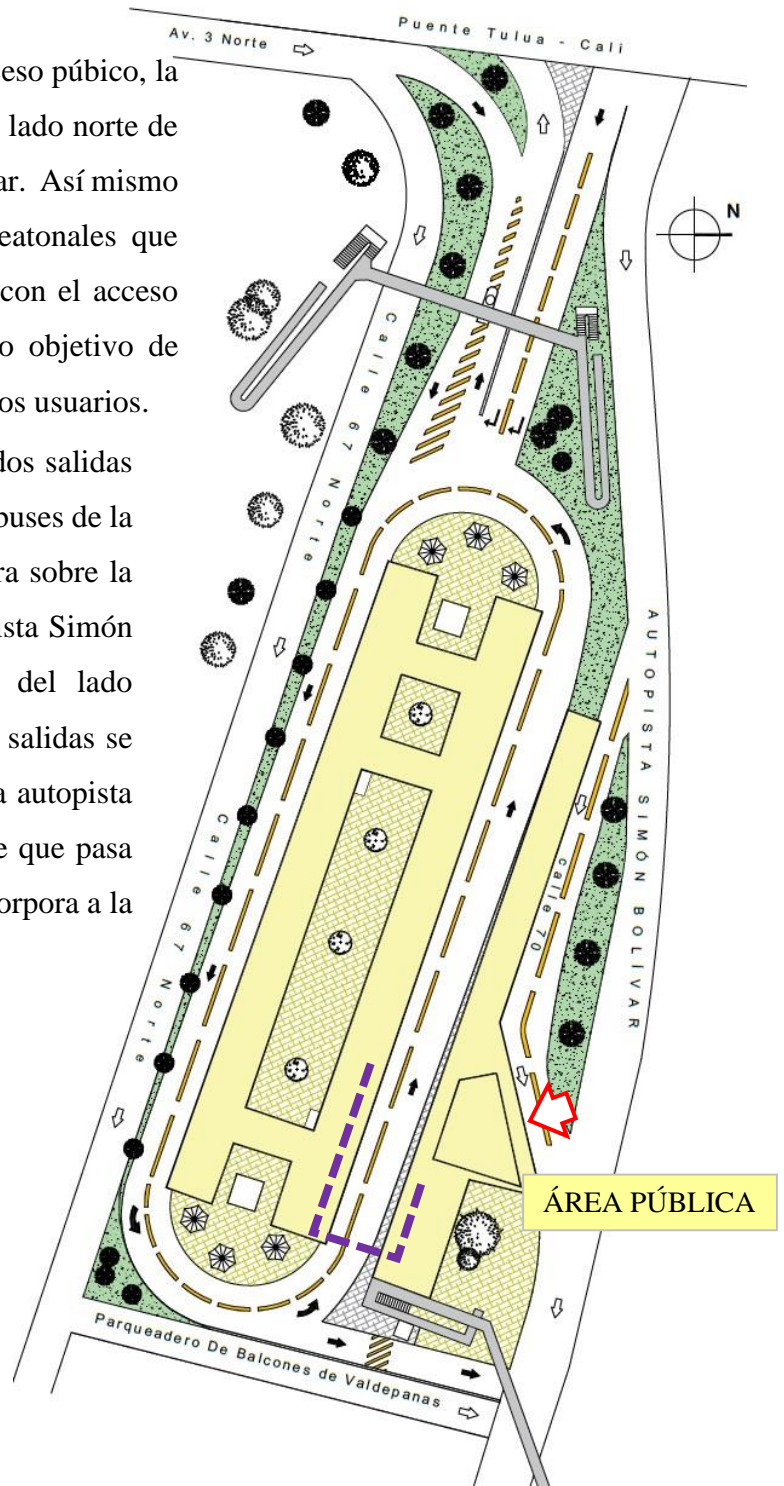 Puente Tulua - Cali
Av. 3 Norte
eso púbico, la
lado norte de
ar. Así mismo
eatonales que
con el acceso
o objetivo de
os usuarios.
dos salidas
buses de la
ra sobre la
ista Simón
del lado
salidas se
a autopista
e que pasa
orpora a la
N
Calle 67 Norte
AUTOPISTA SIMÓN BOLÍVAR
calle 70
Calle 67 Norte
ÁREA PÚBLICA
Parqueadero De Balcones de Valdepanas